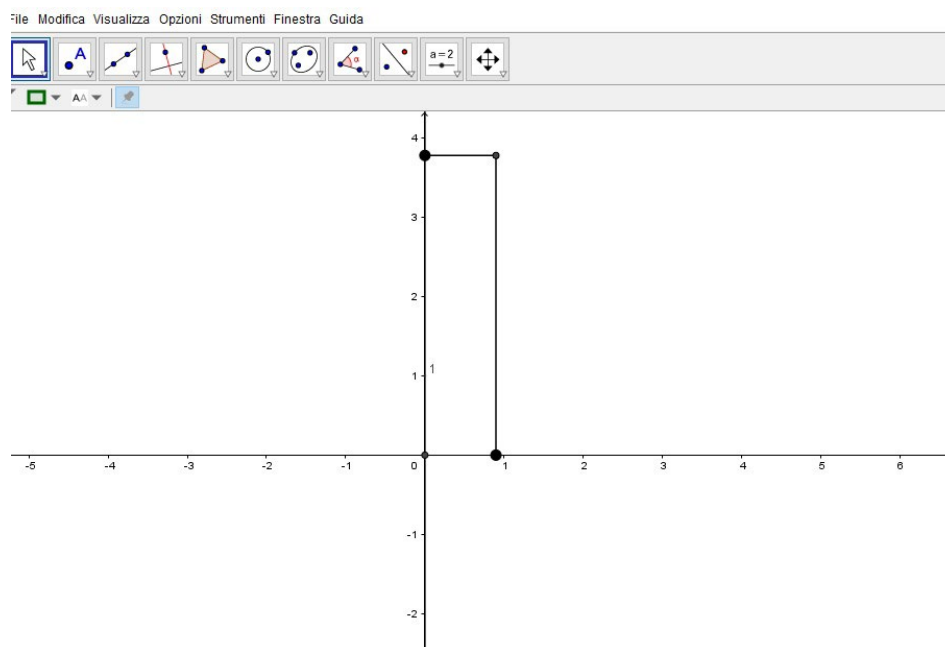 File Modifica Visualizza Opzioni Strumenti Finestra Guida
A α a = 2
AA
4
3
2
1 1
-5 -4 -3 -2 -1 0 1 2 3 4 5 6
-1
-2